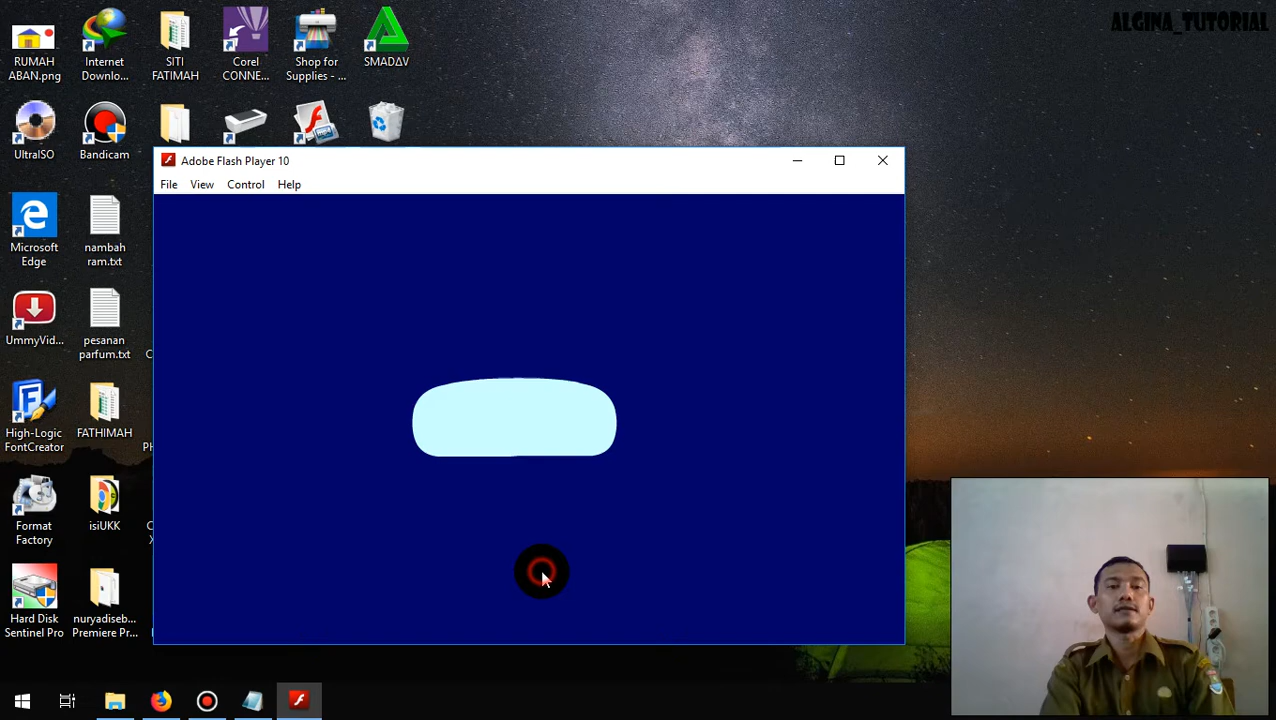 ALGINA_TUTORIAL
RUMAH ABAN.png
Internet Downlo...
SITI FATIMAH
Corel CONNE...
Shop for Supplies - ...
SMADΔV
UltraISO
Bandicam
Adobe Flash Player 10
File View Control Help
Microsoft Edge
nambah ram.txt
UmmyVid...
pesanan parfum.txt
High-Logic FontCreator
FATHIMAH
Format Factory
isiUKK
Hard Disk Sentinel Pro
nuryadiseb... Premiere Pr...